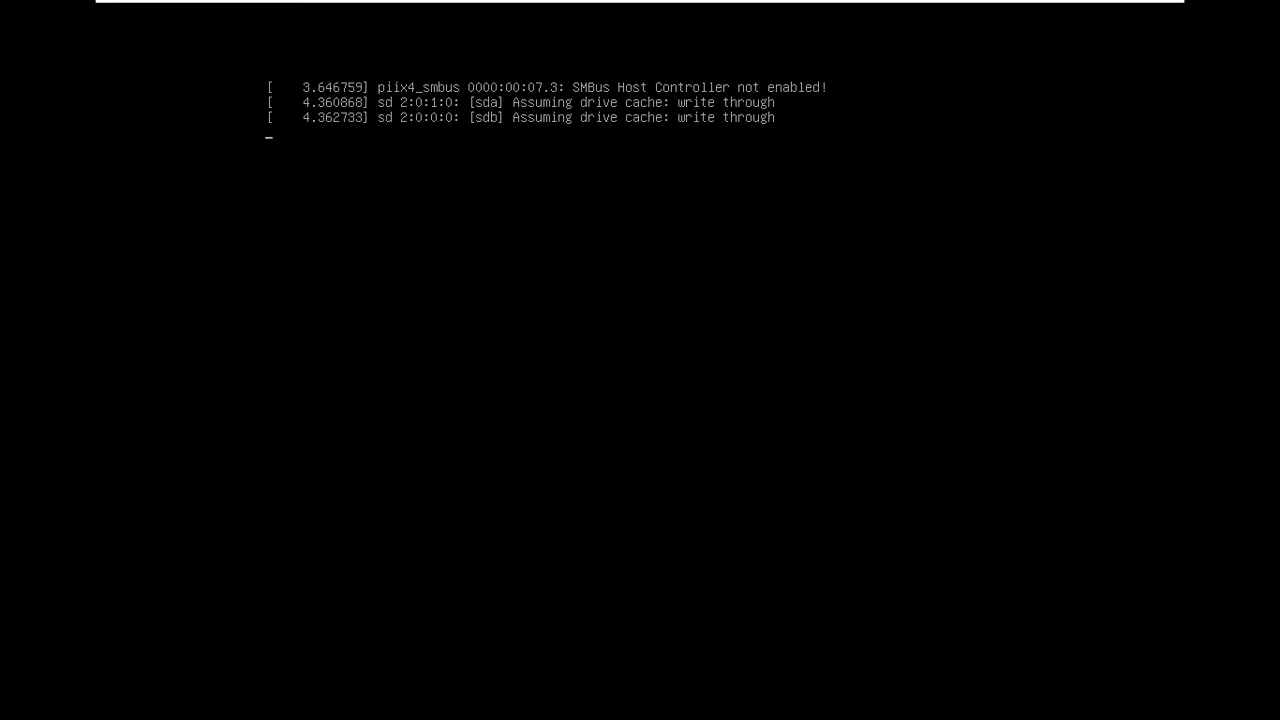 [    3.646759] piix4_smbus 0000:00:07.3: SMBus Host Controller not enabled!
[    4.360868] sd 2:0:1:0: [sda] Assuming drive cache: write through
[    4.362733] sd 2:0:0:0: [sdb] Assuming drive cache: write through